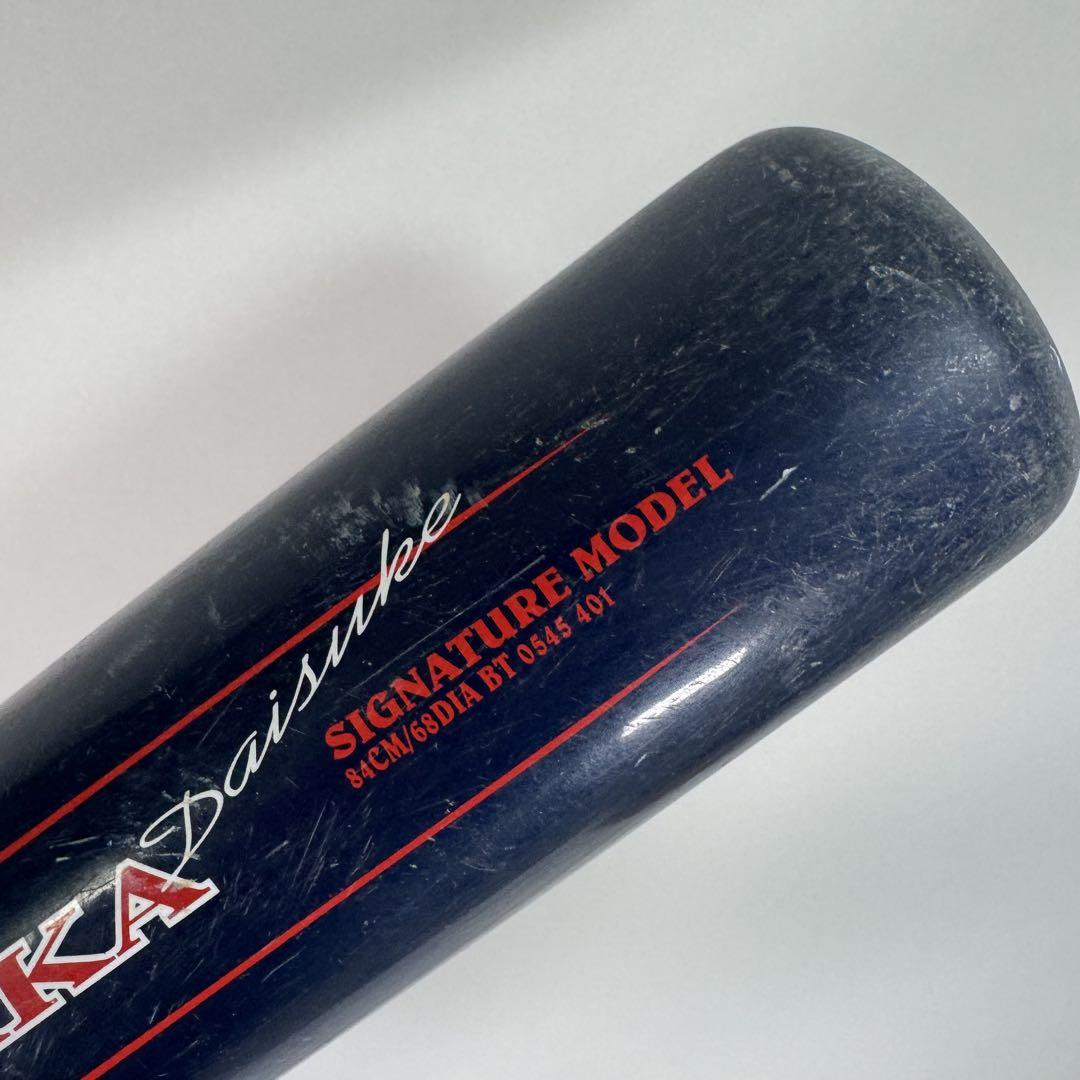 Daisuke
KA
SIGNATURE MODEL
84CM/68DIA BT 0545 401